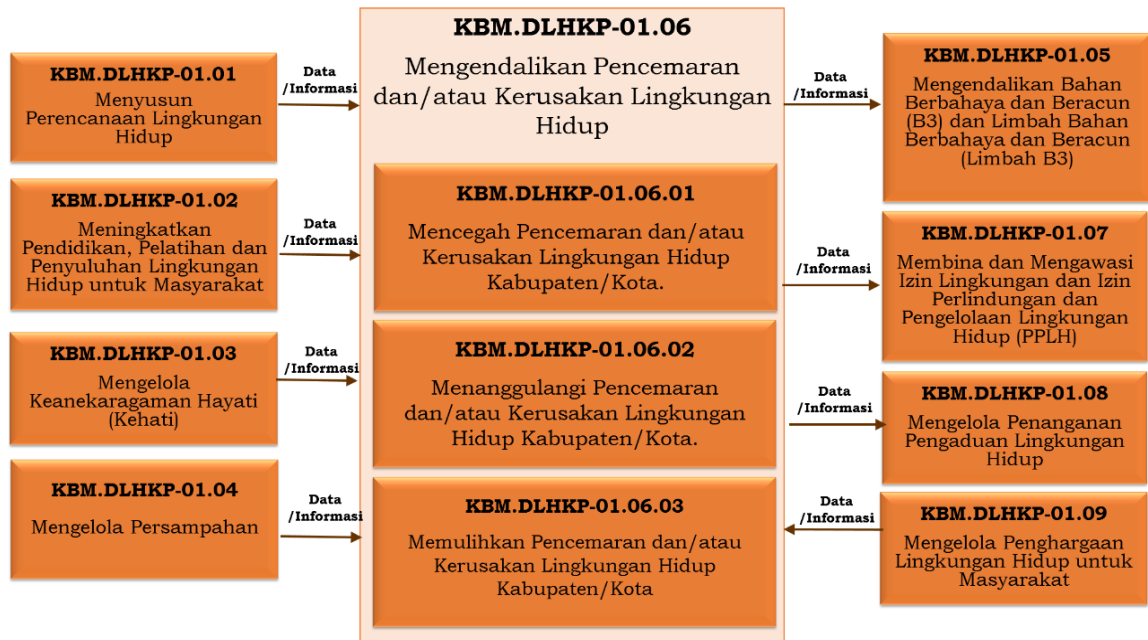 KBM.DLHKP-01.01
Menyusun
Perencanaan Lingkungan
Hidup
Data
/Informasi
KBM.DLHKP-01.02
Meningkatkan
Pendidikan, Pelatihan dan
Penyuluhan Lingkungan
Hidup untuk Masyarakat
Data
/Informasi
KBM.DLHKP-01.03
Mengelola
Keanekaragaman Hayati
(Kehati)
Data
/Informasi
KBM.DLHKP-01.04
Mengelola Persampahan
Data
/Informasi
KBM.DLHKP-01.06
Mengendalikan Pencemaran
dan/atau Kerusakan Lingkungan
Hidup
KBM.DLHKP-01.06.01
Mencegah Pencemaran dan/atau
Kerusakan Lingkungan Hidup
Kabupaten/Kota.
KBM.DLHKP-01.06.02
Menanggulangi Pencemaran
dan/atau Kerusakan Lingkungan
Hidup Kabupaten/Kota.
KBM.DLHKP-01.06.03
Memulihkan Pencemaran dan/atau
Kerusakan Lingkungan Hidup
Kabupaten/Kota
Data
/Informasi
KBM.DLHKP-01.05
Mengendalikan Bahan
Berbahaya dan Beracun
(B3) dan Limbah Bahan
Berbahaya dan Beracun
(Limbah B3)
Data
/Informasi
KBM.DLHKP-01.07
Membina dan Mengawasi
Izin Lingkungan dan Izin
Perlindungan dan
Pengelolaan Lingkungan
Hidup (PPLH)
Data
/Informasi
KBM.DLHKP-01.08
Mengelola Penanganan
Pengaduan Lingkungan
Hidup
Data
/Informasi
KBM.DLHKP-01.09
Mengelola Penghargaan
Lingkungan Hidup untuk
Masyarakat